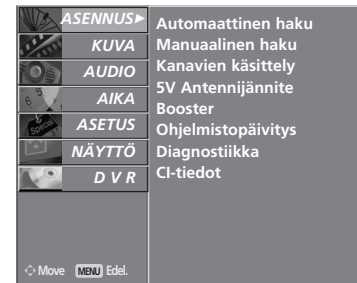 ASENNUS►
KUVA
AUDIO
AIKA
ASETUS
NÄYTTÖ
D V R
Automaattinen haku
Manuaalinen haku
Kanavien käsittely
5V Antennijännite
Booster
Ohjelmistopäivitys
Diagnostiikka
CI-tiedot
Move MENU Edel.